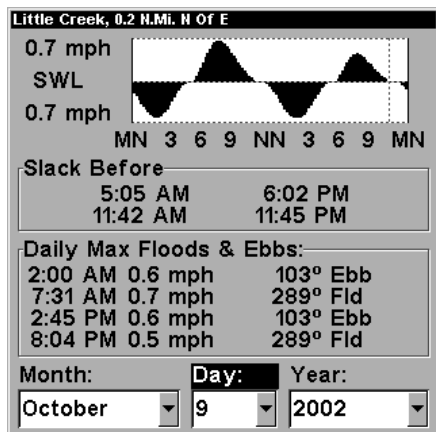 Little Creek, 0.2 N.Mi. N Of E
0.7 mph
SWL
0.7 mph
MN 3 6 9 NN 3 6 9 MN
Slack Before
5:05 AM 6:02 PM
11:42 AM 11:45 PM
Daily Max Floods & Ebbs:
2:00 AM 0.6 mph 103º Ebb
7:31 AM 0.7 mph 289º Fld
2:45 PM 0.6 mph 103º Ebb
8:04 PM 0.5 mph 289º Fld
Month: Day: Year:
October 9 2002